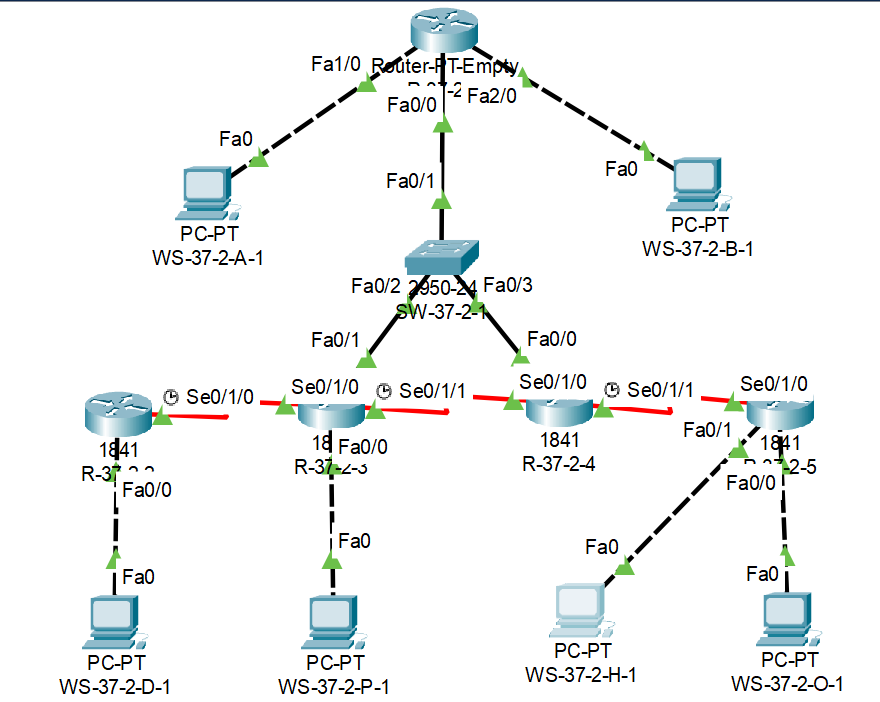 Fa1/0
Router-PT-Empty
Fa0/0
Fa2/0
Fa0
Fa0/1
Fa0
PC-PT
WS-37-2-A-1
PC-PT
WS-37-2-B-1
Fa0/2
2950-24
Fa0/3
SW-37-2-1
Fa0/1
Fa0/0
Se0/1/0
Se0/1/0
Se0/1/1
Se0/1/0
Se0/1/1
Se0/1/0
1841
Fa0/0
1841
R-37-2-4
Fa0/1
1841
R-37-2-5
Fa0/0
R-37-2-3
Fa0/0
Fa0
Fa0
Fa0
Fa0
PC-PT
WS-37-2-D-1
PC-PT
WS-37-2-P-1
PC-PT
WS-37-2-H-1
PC-PT
WS-37-2-O-1